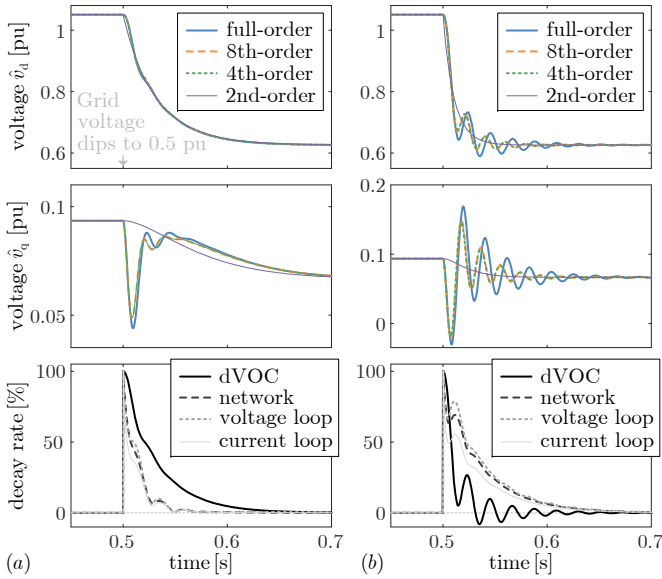 voltage v̂d [pu]
1
0.8
0.6
Grid
voltage
dips to 0.5 pu
full-order
8th-order
4th-order
2nd-order
1
0.8
0.6
full-order
8th-order
4th-order
2nd-order
voltage v̂q [pu]
0.1
0.05
0.2
0.1
0
decay rate [%]
100
50
0
dVOC
network
voltage loop
current loop
100
50
0
dVOC
network
voltage loop
current loop
0.5
0.6
0.7
0.5
0.6
0.7
(a)
time [s]
(b)
time [s]